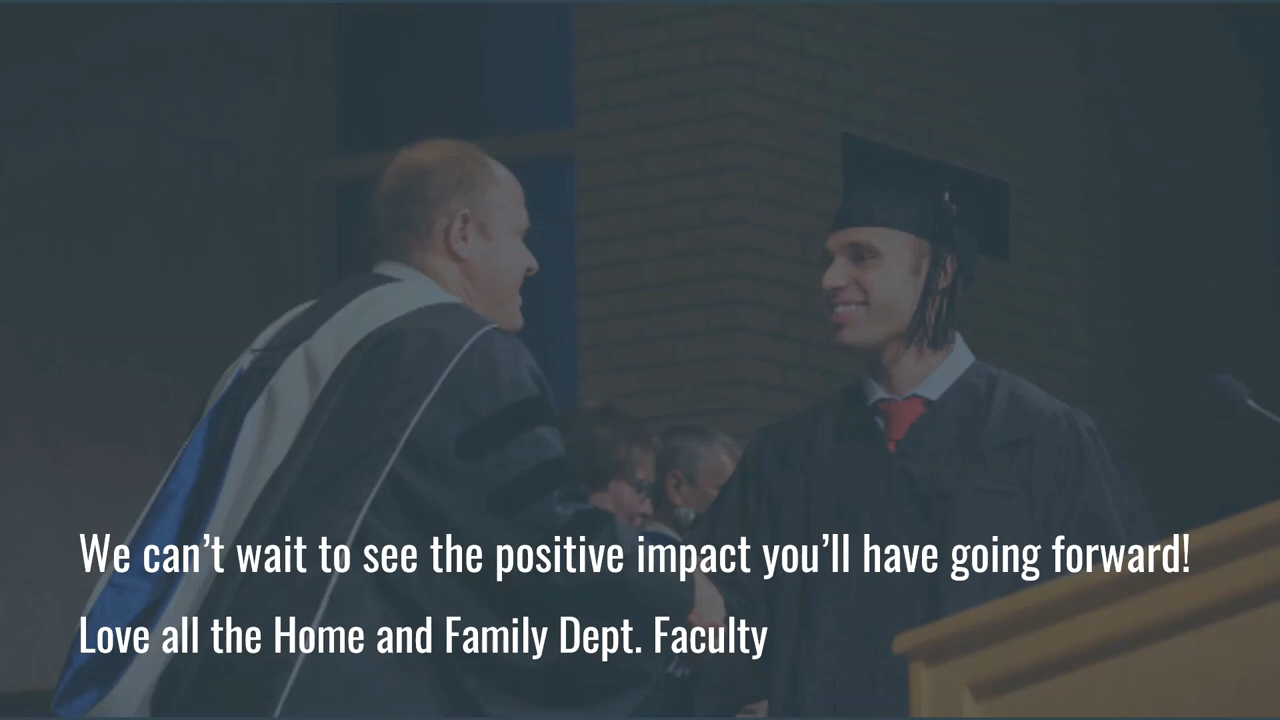 We can’t wait to see the positive impact you’ll have going forward!
Love all the Home and Family Dept. Faculty